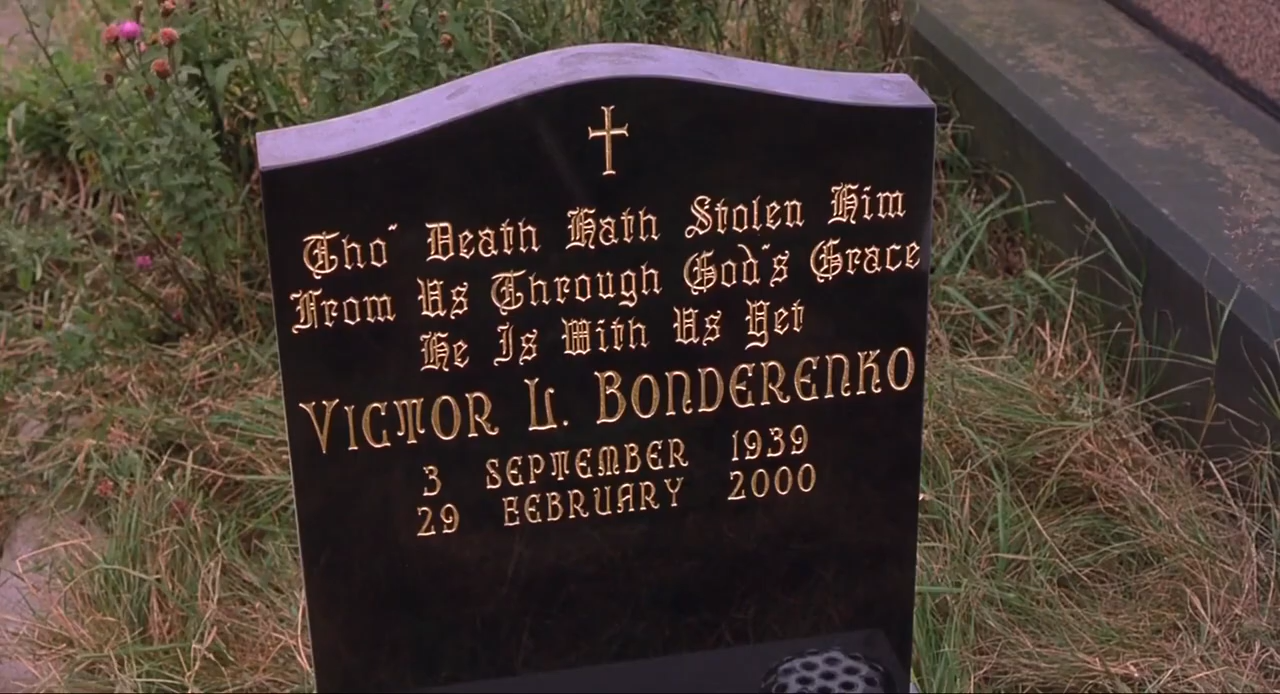 Tho" Death Hath Stolen Him
From Us Through God"s Grace
He Is With Us Yet
VICTOR L. BONDERENKO
3 SEPTEMBER 1939
29 FEBRUARY 2000